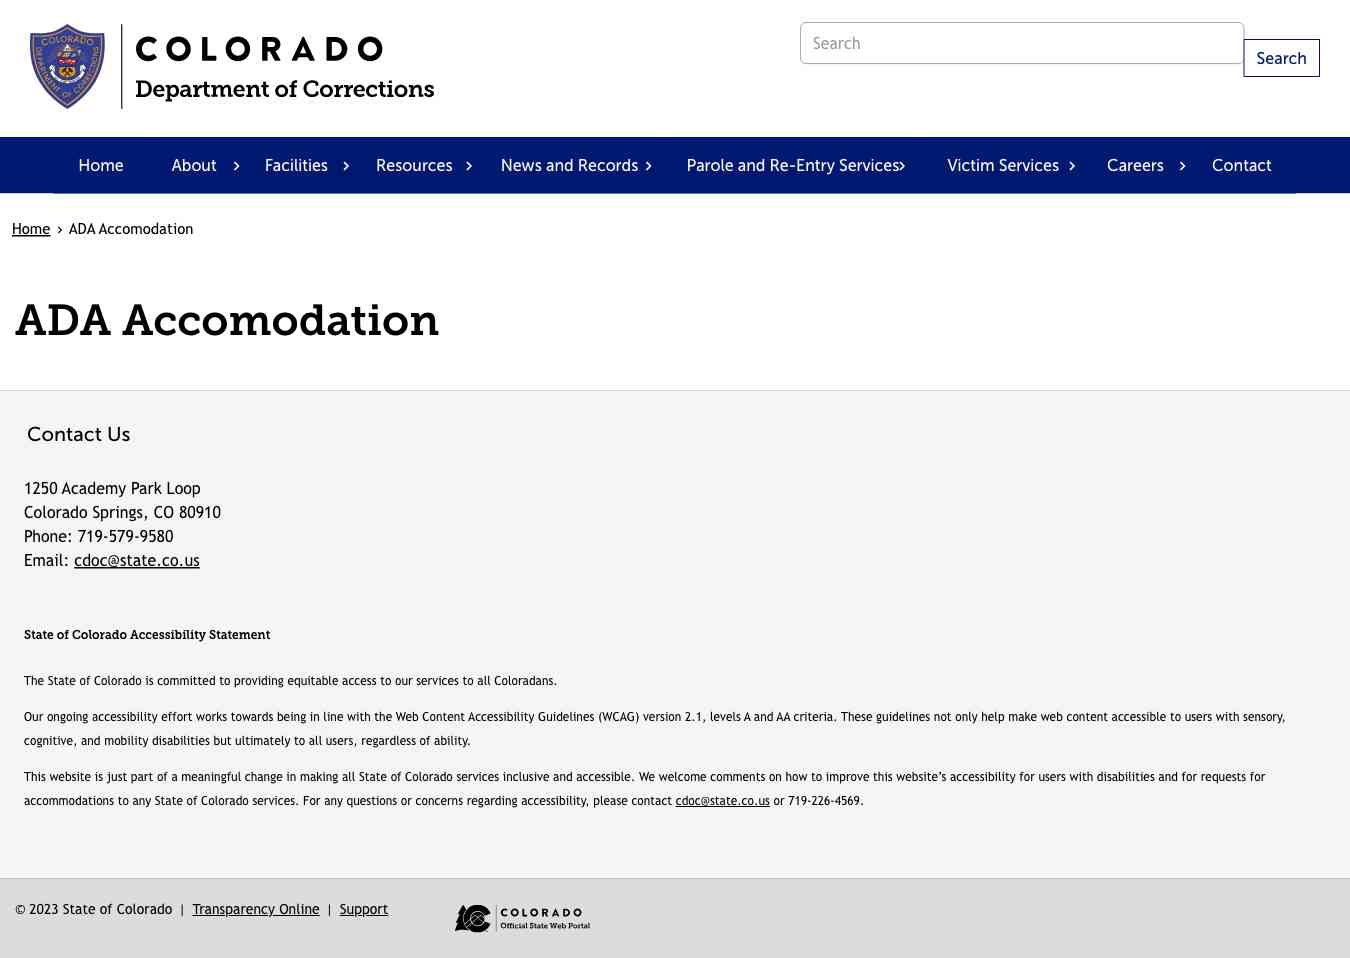 COLORADO
Department of Corrections
Search
Search
Home About Facilities Resources News and Records Parole and Re-Entry Services Victim Services Careers Contact
Home › ADA Accomodation
ADA Accomodation
Contact Us
1250 Academy Park Loop
Colorado Springs, CO 80910
Phone: 719-579-9580
Email: cdoc@state.co.us
State of Colorado Accessibility Statement
The State of Colorado is committed to providing equitable access to our services to all Coloradans.
Our ongoing accessibility effort works towards being in line with the Web Content Accessibility Guidelines (WCAG) version 2.1, levels A and AA criteria. These guidelines not only help make web content accessible to users with sensory,
cognitive, and mobility disabilities but ultimately to all users, regardless of ability.
This website is just part of a meaningful change in making all State of Colorado services inclusive and accessible. We welcome comments on how to improve this website’s accessibility for users with disabilities and for requests for
accommodations to any State of Colorado services. For any questions or concerns regarding accessibility, please contact cdoc@state.co.us or 719-226-4569.
© 2023 State of Colorado | Transparency Online | Support
COLORADO
Official State Web Portal